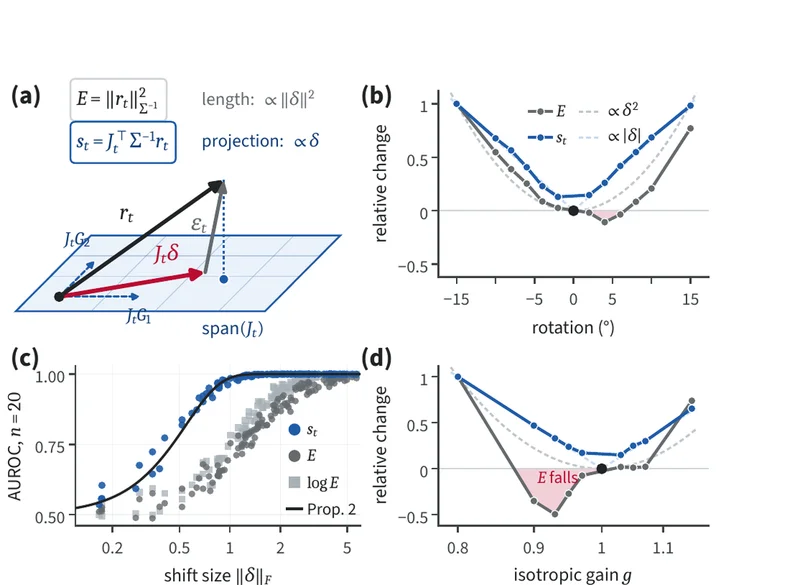 (a)
E = ‖r_t‖²_{Σ⁻¹}
length: ∝‖δ‖²
s_t = J_t^⊤ Σ⁻¹r_t
projection: ∝δ
r_t
ε_t
J_tG_2
J_tδ
J_tG_1
span(J_t)
(b)
relative change
1
0.5
0
−0.5
E
∝δ²
s_t
∝|δ|
−15
−5
0
5
15
rotation (°)
(c)
AUROC, n = 20
1.00
0.75
0.50
s_t
E
log E
Prop. 2
0.2
0.5
1
2
5
shift size ‖δ‖_F
(d)
relative change
1
0.5
0
−0.5
E falls
0.8
0.9
1
1.1
isotropic gain g